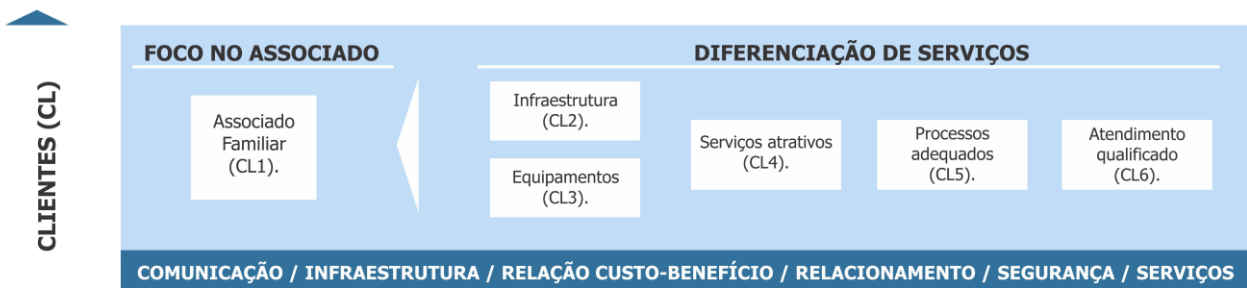 CLIENTES (CL)
FOCO NO ASSOCIADO
Associado
Familiar
(CL1).
DIFERENCIAÇÃO DE SERVIÇOS
Infraestrutura
(CL2).
Equipamentos
(CL3).
Serviços atrativos
(CL4).
Processos
adequados
(CL5).
Atendimento
qualificado
(CL6).
COMUNICAÇÃO / INFRAESTRUTURA / RELAÇÃO CUSTO-BENEFÍCIO / RELACIONAMENTO / SEGURANÇA / SERVIÇOS